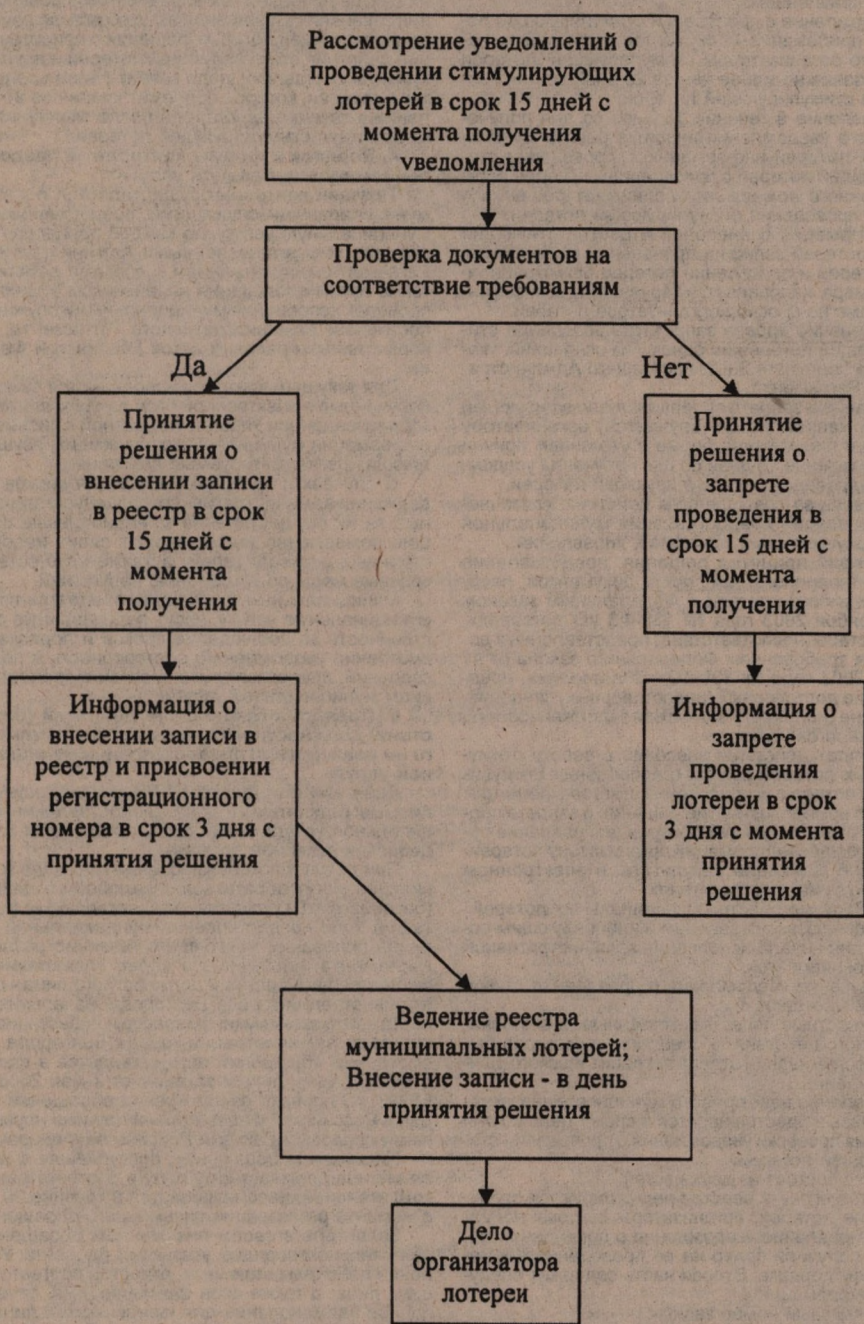 Рассмотрение уведомлений о
проведении стимулирующих
лотерей в срок 15 дней с
момента получения
уведомления
Проверка документов на
соответствие требованиям
Да
Нет
Принятие
решения о
внесении записи
в реестр в срок
15 дней с
момента
получения
Принятие
решения о
запрете
проведения в
срок 15 дней с
момента
получения
Информация о
внесении записи в
реестр и присвоении
регистрационного
номера в срок 3 дня с
принятия решения
Информация о
запрете
проведения
лотереи в срок
3 дня с момента
принятия
решения
Ведение реестра
муниципальных лотерей;
Внесение записи - в день
принятия решения
Дело
организатора
лотереи